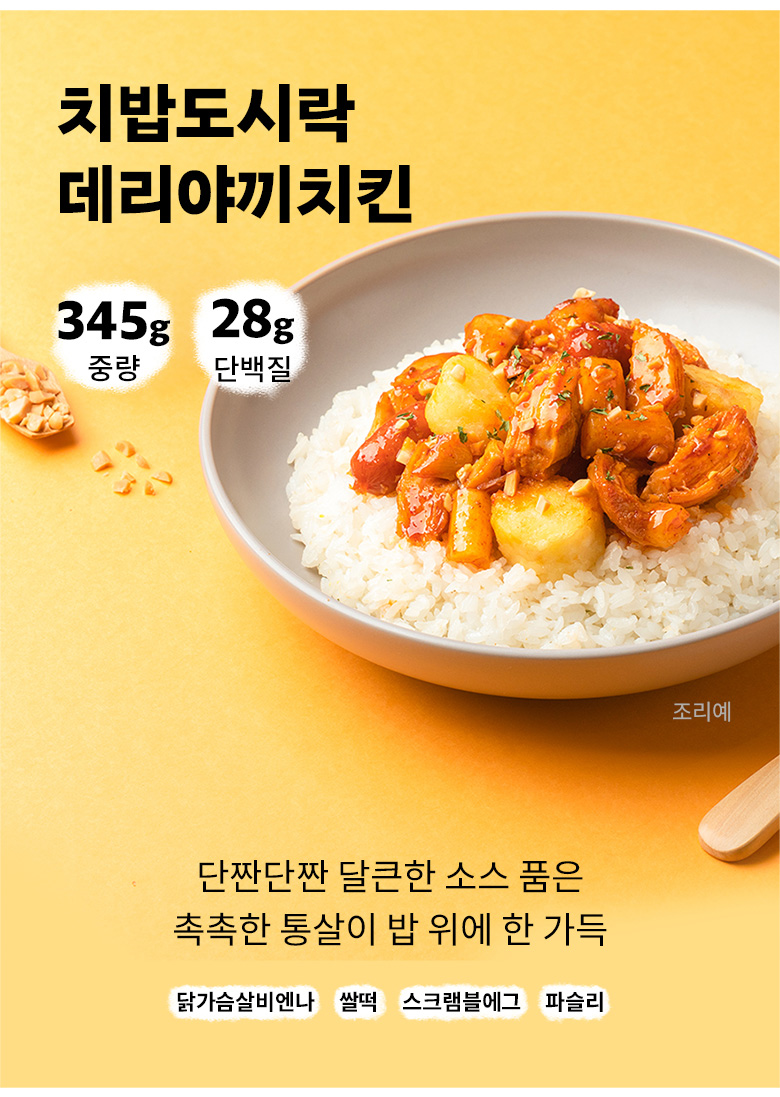 치밥도시락
데리야끼치킨
345g 28g
중량 단백질
조리예
단짠단짠 달큰한 소스 품은
촉촉한 통살이 밥 위에 한 가득
닭가슴살비엔나 쌀떡 스크램블에그 파슬리